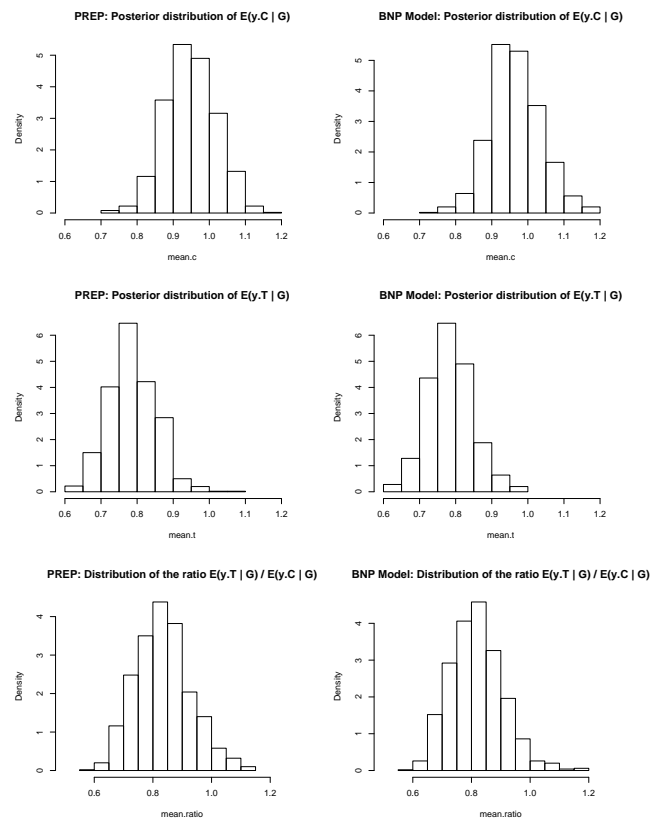 PREP: Posterior distribution of E(y.C | G)
Density
0 1 2 3 4 5
0.6 0.7 0.8 0.9 1.0 1.1 1.2
mean.c
BNP Model: Posterior distribution of E(y.C | G)
Density
0 1 2 3 4 5
0.6 0.7 0.8 0.9 1.0 1.1 1.2
mean.c
PREP: Posterior distribution of E(y.T | G)
Density
0 1 2 3 4 5 6
0.6 0.7 0.8 0.9 1.0 1.1 1.2
mean.t
BNP Model: Posterior distribution of E(y.T | G)
Density
0 1 2 3 4 5 6
0.6 0.7 0.8 0.9 1.0 1.1 1.2
mean.t
PREP: Distribution of the ratio E(y.T | G) / E(y.C | G)
Density
0 1 2 3 4
0.6 0.8 1.0 1.2
mean.ratio
BNP Model: Distribution of the ratio E(y.T | G) / E(y.C | G)
Density
0 1 2 3 4
0.6 0.8 1.0 1.2
mean.ratio